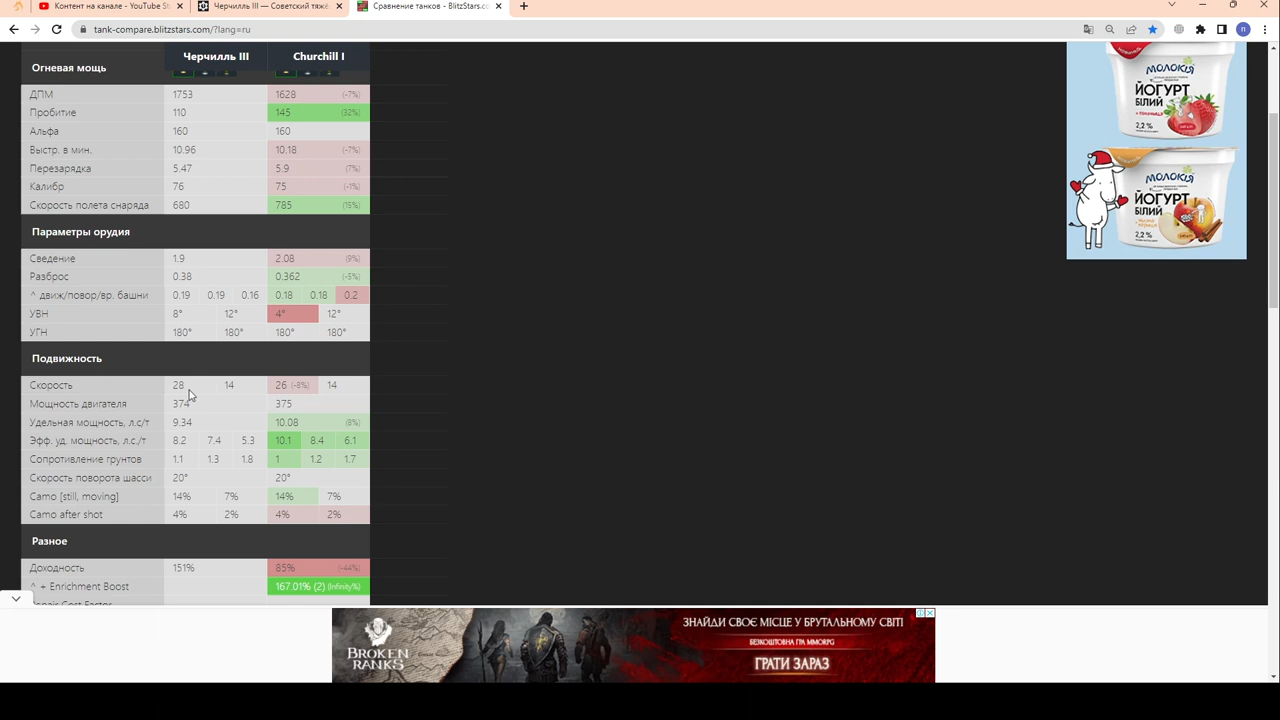 Контент на канале - YouTube St
Черчилль III — Советский тяжё
Сравнение танков - BlitzStars.co
tank-compare.blitzstars.com/?lang=ru
п
Черчилль III Churchill I
Огневая мощь
ДПМ 1753 1628 (-7%)
Пробитие 110 145 (32%)
Альфа 160 160
Выстр. в мин. 10.96 10.18 (-7%)
Перезарядка 5.47 5.9 (7%)
Калибр 76 75 (-1%)
Скорость полета снаряда 680 785 (15%)
Параметры орудия
Сведение 1.9 2.08 (9%)
Разброс 0.38 0.362 (-5%)
^ движ/повор/вр. башни 0.19 0.19 0.16 0.18 0.18 0.2
УВН 8° 12° 4° 12°
УГН 180° 180° 180° 180°
Подвижность
Скорость 28 14 26 (-8%) 14
Мощность двигателя 374 375
Удельная мощность, л.с/т 9.34 10.08 (8%)
Эфф. уд. мощность, л.с./т 8.2 7.4 5.3 10.1 8.4 6.1
Сопротивление грунтов 1.1 1.3 1.8 1 1.2 1.7
Скорость поворота шасси 20° 20°
Camo [still, moving] 14% 7% 14% 7%
Camo after shot 4% 2% 4% 2%
Разное
Доходность 151% 85% (-44%)
^ + Enrichment Boost 167.01% (2) (Infinity%)
Repair Cost Factor
МОЛОКІЯ
ЙОГУРТ
БІЛИЙ
2,2 %
МОЛОКІЯ
ЙОГУРТ
БІЛИЙ
2,2 %
BROKEN
RANKS
ЗНАЙДИ СВОЄ МІСЦЕ У БРУТАЛЬНОМУ СВІТІ
БЕЗКОШТОВНА ГРА MMORPG
ГРАТИ ЗАРАЗ